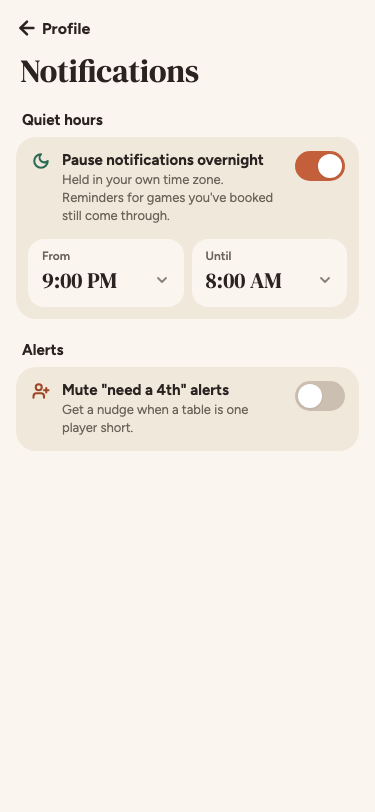 Profile
Notifications
Quiet hours
Pause notifications overnight
Held in your own time zone.
Reminders for games you've booked
still come through.
From
9:00 PM
Until
8:00 AM
Alerts
Mute "need a 4th" alerts
Get a nudge when a table is one
player short.